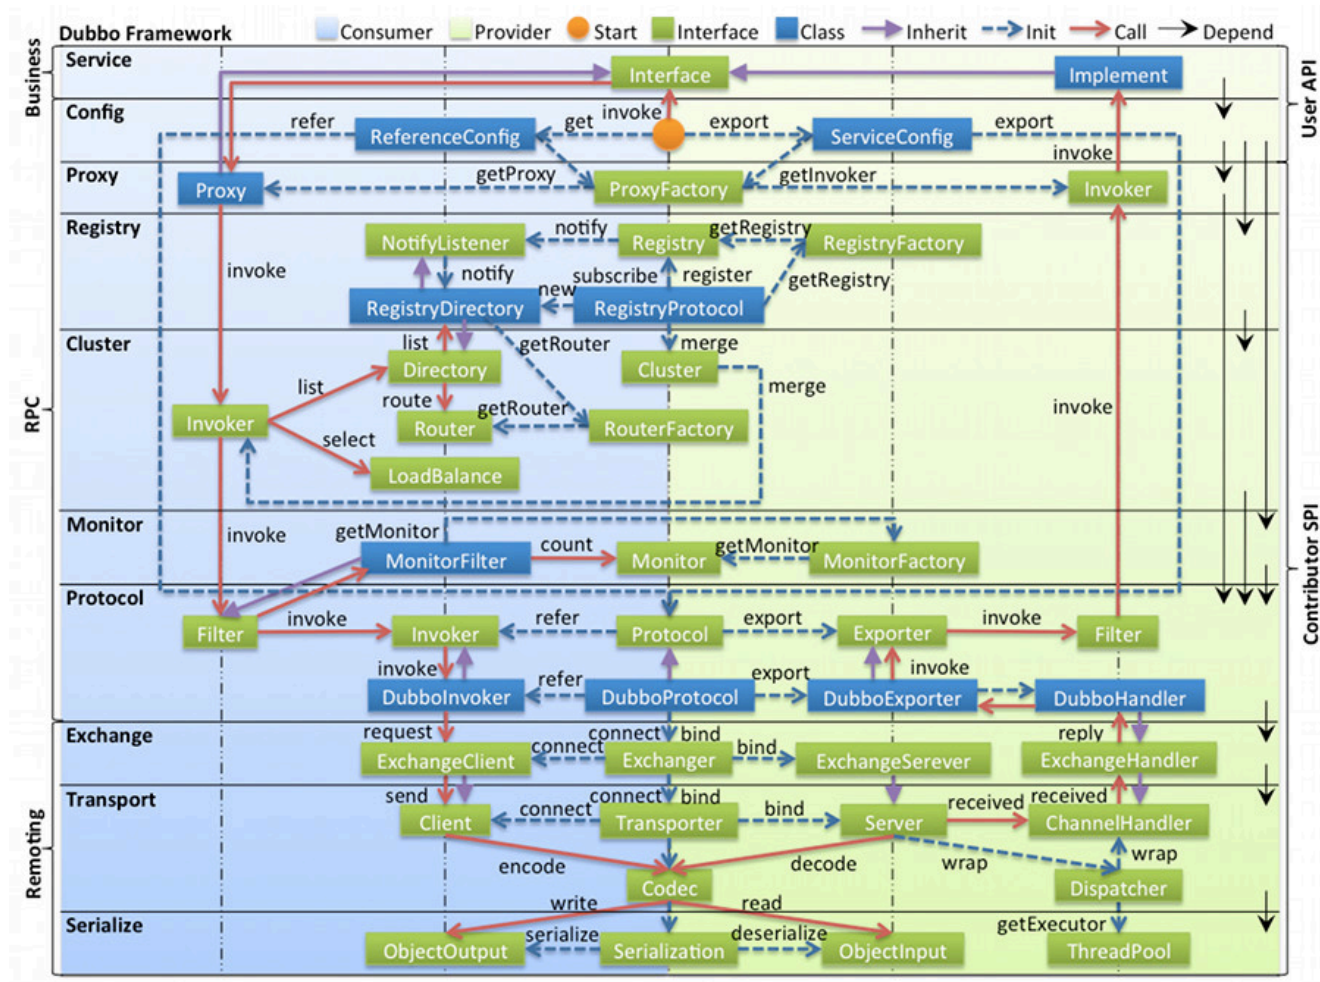 Dubbo Framework Consumer Provider Start Interface Class Inherit Init Call Depend
Business
Service
Interface
Implement
Config
refer
ReferenceConfig
get
invoke
export
ServiceConfig
export
User API
Proxy
Proxy
getProxy
ProxyFactory
getInvoker
invoke
Invoker
Registry
NotifyListener
notify
Registry
getRegistry
RegistryFactory
invoke
notify
subscribe
register
getRegistry
RegistryDirectory
new
RegistryProtocol
RPC
Cluster
list
getRouter
merge
Directory
Cluster
merge
list
route
getRouter
invoke
Invoker
Router
RouterFactory
select
LoadBalance
Monitor
invoke
getMonitor
MonitorFilter
count
Monitor
getMonitor
MonitorFactory
Contributor SPI
Protocol
Filter
invoke
Invoker
refer
Protocol
export
Exporter
invoke
Filter
invoke
refer
export
invoke
DubboInvoker
DubboProtocol
DubboExporter
DubboHandler
Remoting
Exchange
request
connect
bind
reply
ExchangeClient
connect
Exchanger
bind
ExchangeSerever
ExchangeHandler
Transport
send
connect
bind
received
received
Client
connect
Transporter
bind
Server
ChannelHandler
encode
decode
wrap
wrap
Codec
Dispatcher
write
read
getExecutor
Serialize
ObjectOutput
serialize
Serialization
deserialize
ObjectInput
ThreadPool